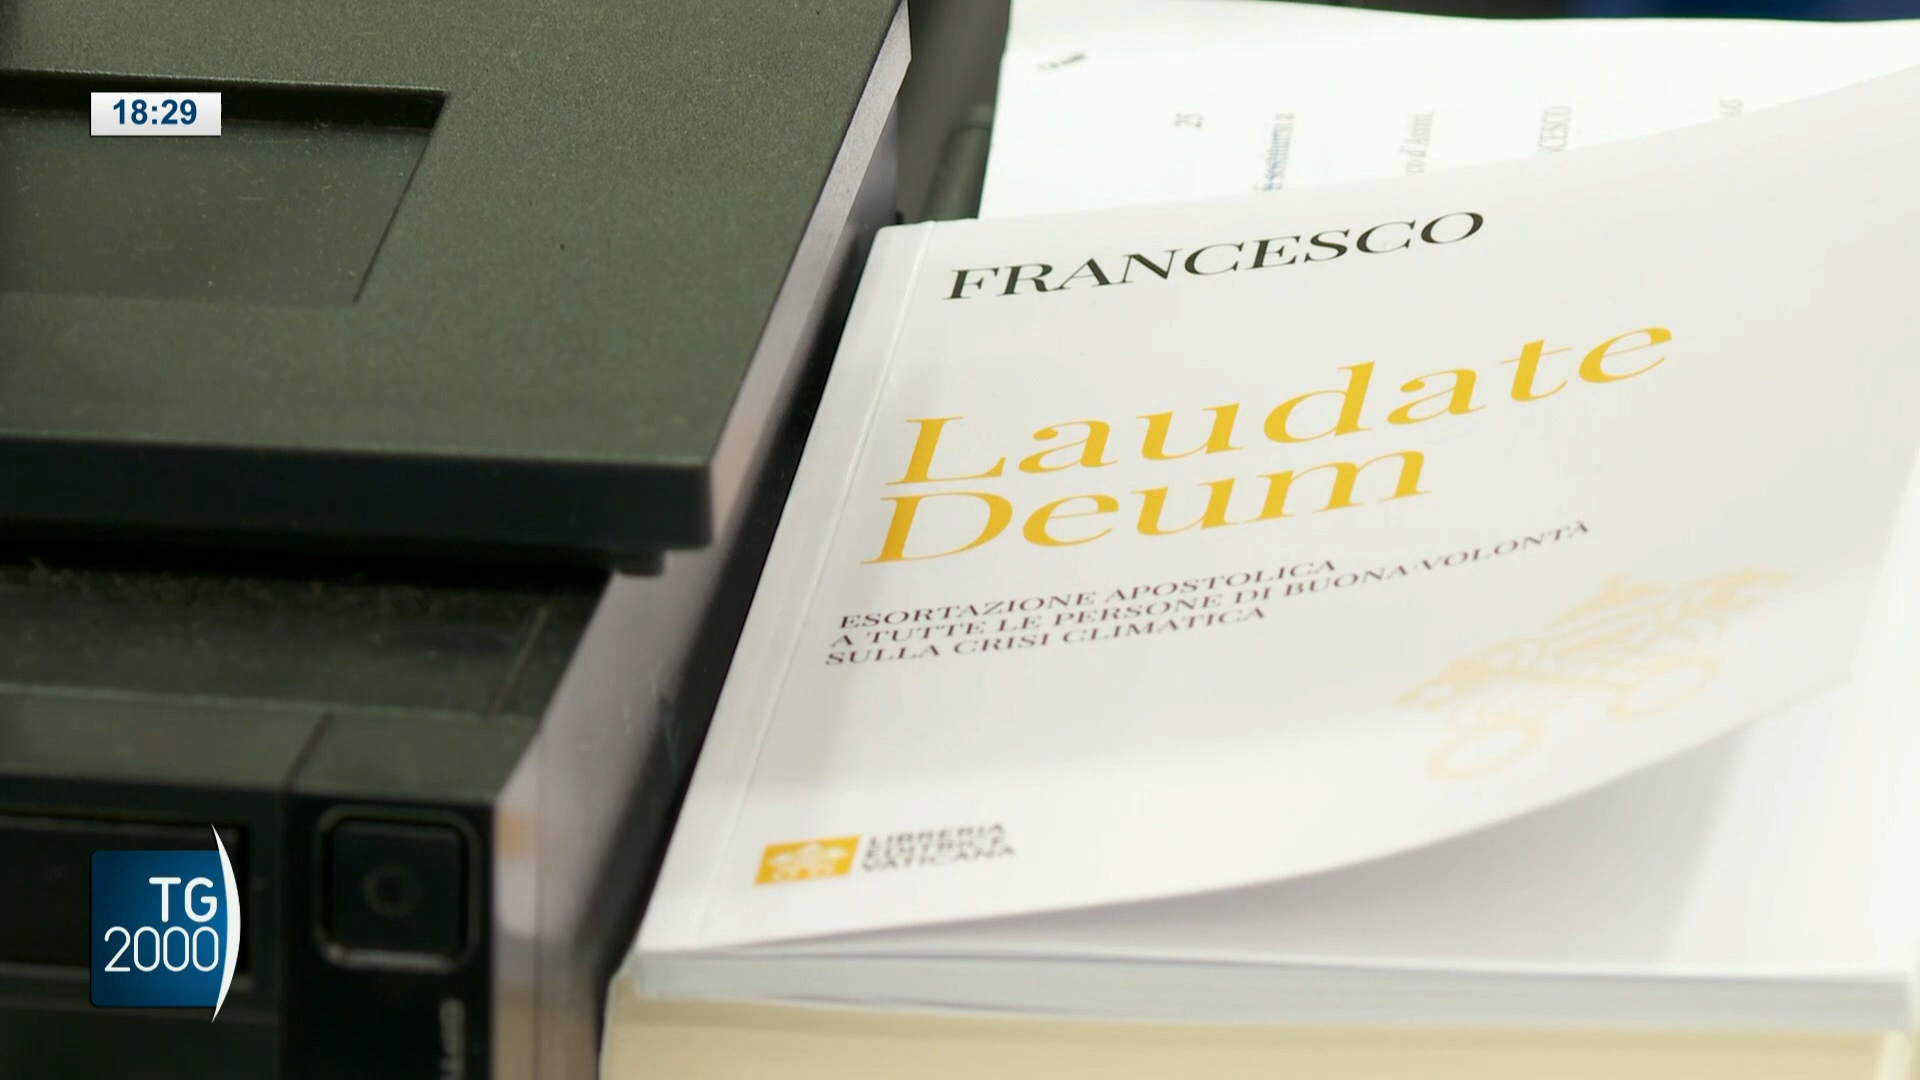 18:29
25
FRANCESCO
Laudate
Deum
ESORTAZIONE APOSTOLICA
A TUTTE LE PERSONE DI BUONA VOLONTÀ
SULLA CRISI CLIMATICA
LIBRERIA
EDITRICE
VATICANA
TG
2000